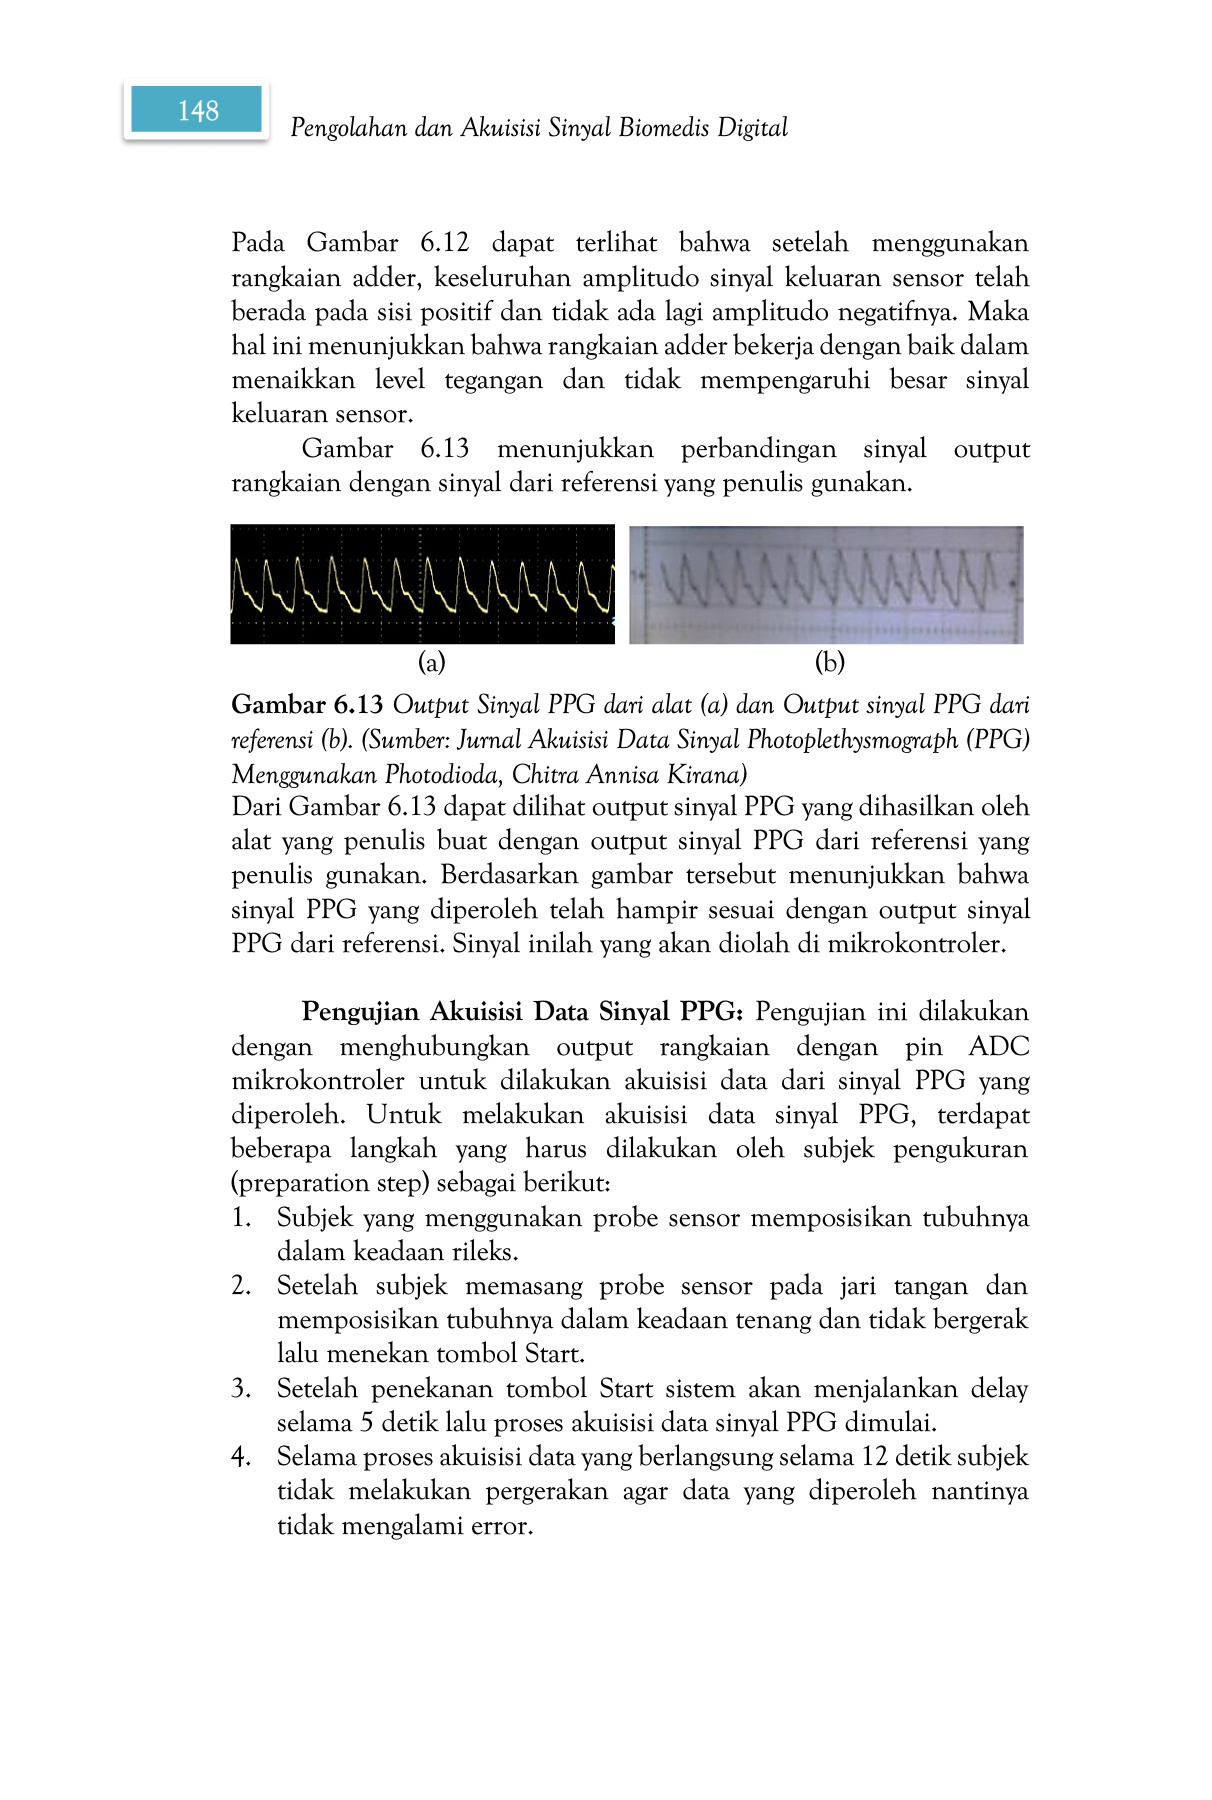 148
Pengolahan dan Akuisisi Sinyal Biomedis Digital
Pada Gambar 6.12 dapat terlihat bahwa setelah menggunakan
rangkaian adder, keseluruhan amplitudo sinyal keluaran sensor telah
berada pada sisi positif dan tidak ada lagi amplitudo negatifnya. Maka
hal ini menunjukkan bahwa rangkaian adder bekerja dengan baik dalam
menaikkan level tegangan dan tidak mempengaruhi besar sinyal
keluaran sensor.
Gambar 6.13 menunjukkan perbandingan sinyal output
rangkaian dengan sinyal dari referensi yang penulis gunakan.
(a) (b)
Gambar 6.13 Output Sinyal PPG dari alat (a) dan Output sinyal PPG dari
referensi (b). (Sumber: Jurnal Akuisisi Data Sinyal Photoplethysmograph (PPG)
Menggunakan Photodioda, Chitra Annisa Kirana)
Dari Gambar 6.13 dapat dilihat output sinyal PPG yang dihasilkan oleh
alat yang penulis buat dengan output sinyal PPG dari referensi yang
penulis gunakan. Berdasarkan gambar tersebut menunjukkan bahwa
sinyal PPG yang diperoleh telah hampir sesuai dengan output sinyal
PPG dari referensi. Sinyal inilah yang akan diolah di mikrokontroler.
Pengujian Akuisisi Data Sinyal PPG: Pengujian ini dilakukan
dengan menghubungkan output rangkaian dengan pin ADC
mikrokontroler untuk dilakukan akuisisi data dari sinyal PPG yang
diperoleh. Untuk melakukan akuisisi data sinyal PPG, terdapat
beberapa langkah yang harus dilakukan oleh subjek pengukuran
(preparation step) sebagai berikut:
1. Subjek yang menggunakan probe sensor memposisikan tubuhnya
dalam keadaan rileks.
2. Setelah subjek memasang probe sensor pada jari tangan dan
memposisikan tubuhnya dalam keadaan tenang dan tidak bergerak
lalu menekan tombol Start.
3. Setelah penekanan tombol Start sistem akan menjalankan delay
selama 5 detik lalu proses akuisisi data sinyal PPG dimulai.
4. Selama proses akuisisi data yang berlangsung selama 12 detik subjek
tidak melakukan pergerakan agar data yang diperoleh nantinya
tidak mengalami error.